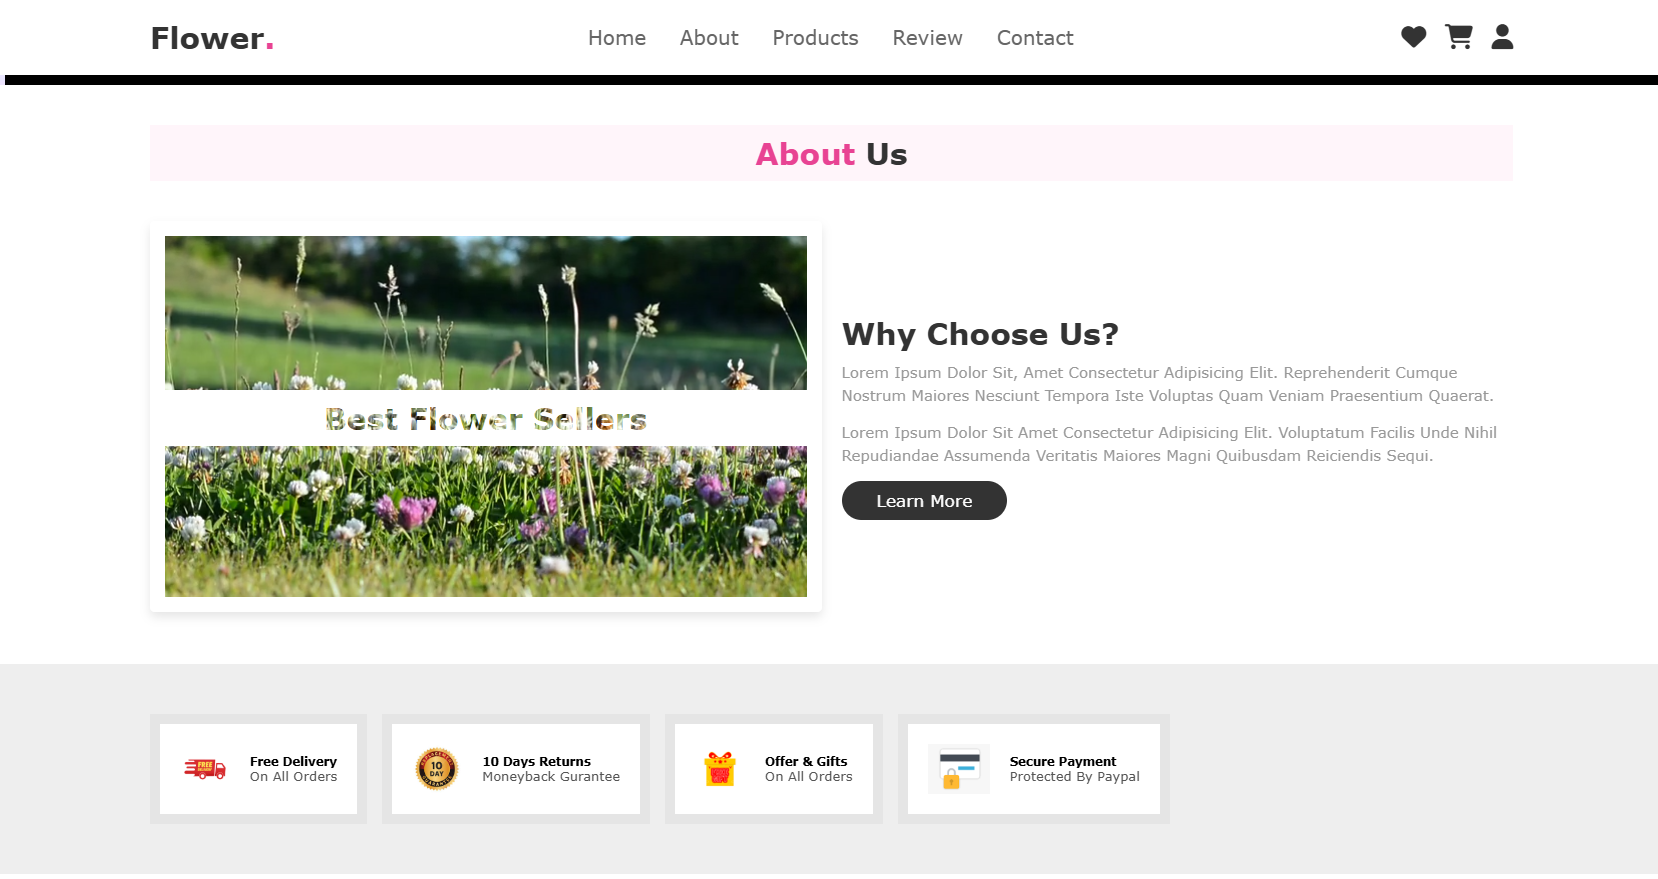 Flower.
Home About Products Review Contact
About Us
Best Flower Sellers
Why Choose Us?
Lorem Ipsum Dolor Sit, Amet Consectetur Adipisicing Elit. Reprehenderit Cumque
Nostrum Maiores Nesciunt Tempora Iste Voluptas Quam Veniam Praesentium Quaerat.
Lorem Ipsum Dolor Sit Amet Consectetur Adipisicing Elit. Voluptatum Facilis Unde Nihil
Repudiandae Assumenda Veritatis Maiores Magni Quibusdam Reiciendis Sequi.
Learn More
FREE
Free Delivery
On All Orders
10
DAY
10 Days Returns
Moneyback Gurantee
Offer & Gifts
On All Orders
Secure Payment
Protected By Paypal